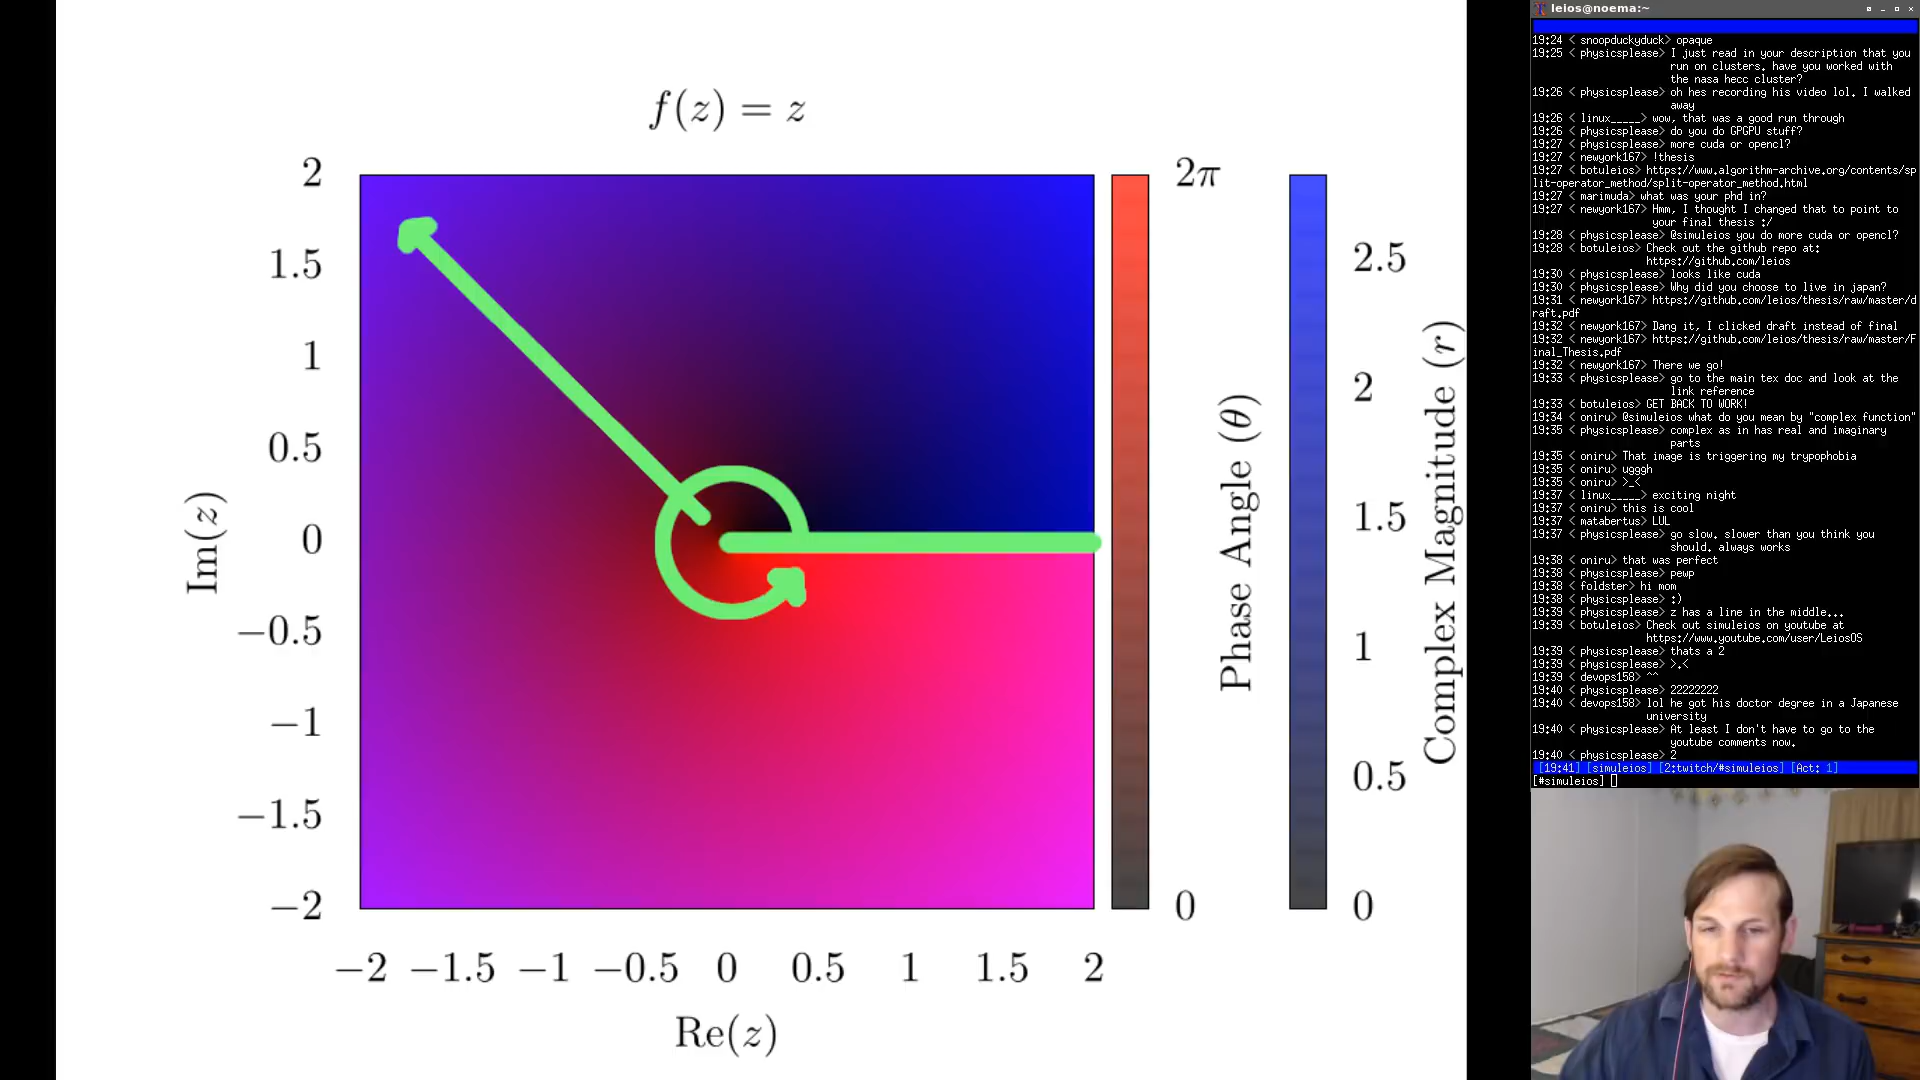 f(z) = z
2
1.5
1
0.5
0
−0.5
−1
−1.5
−2
Im(z)
−2 −1.5 −1 −0.5 0 0.5 1 1.5 2
Re(z)
2π
0
Phase Angle (θ)
2.5
2
1.5
1
0.5
0
Complex Magnitude (r)
leios@noema:~
19:24 < snoopduckyduck> opaque
19:25 < physicsplease> I just read in your description that you
run on clusters. have you worked with
the nasa hecc cluster?
19:26 < physicsplease> oh hes recording his video lol. I walked
away
19:26 < linux_____> wow, that was a good run through
19:26 < physicsplease> do you do GPGPU stuff?
19:27 < physicsplease> more cuda or opencl?
19:27 < newyork167> !thesis
19:27 < botuleios> https://www.algorithm-archive.org/contents/sp
lit-operator_method/split-operator_method.html
19:27 < marimuda> what was your phd in?
19:27 < newyork167> Hmm, I thought I changed that to point to
your final thesis :/
19:28 < physicsplease> @simuleios you do more cuda or opencl?
19:28 < botuleios> Check out the github repo at:
https://github.com/leios
19:30 < physicsplease> looks like cuda
19:30 < physicsplease> Why did you choose to live in japan?
19:31 < newyork167> https://github.com/leios/thesis/raw/master/d
raft.pdf
19:32 < newyork167> Dang it, I clicked draft instead of final
19:32 < newyork167> https://github.com/leios/thesis/raw/master/F
inal_Thesis.pdf
19:32 < newyork167> There we go!
19:33 < physicsplease> go to the main tex doc and look at the
link reference
19:33 < botuleios> GET BACK TO WORK!
19:34 < oniru> @simuleios what do you mean by "complex function"
19:35 < physicsplease> complex as in has real and imaginary
parts
19:35 < oniru> That image is triggering my trypophobia
19:35 < oniru> ugggh
19:35 < oniru> >_<
19:37 < linux_____> exciting night
19:37 < oniru> this is cool
19:37 < matabertus> LUL
19:37 < physicsplease> go slow. slower than you think you
should. always works
19:38 < oniru> that was perfect
19:38 < physicsplease> pewp
19:38 < foldster> hi mom
19:38 < physicsplease> :)
19:39 < physicsplease> z has a line in the middle...
19:39 < botuleios> Check out simuleios on youtube at
https://www.youtube.com/user/LeiosOS
19:39 < physicsplease> thats a 2
19:39 < physicsplease> >.<
19:39 < devops158> ^^
19:40 < physicsplease> 22222222
19:40 < devops158> lol he got his doctor degree in a Japanese
university
19:40 < physicsplease> At least I don't have to go to the
youtube comments now.
19:40 < physicsplease> 2
[19:41] [simuleios] [2:twitch/#simuleios] [Act: 1]
[#simuleios]